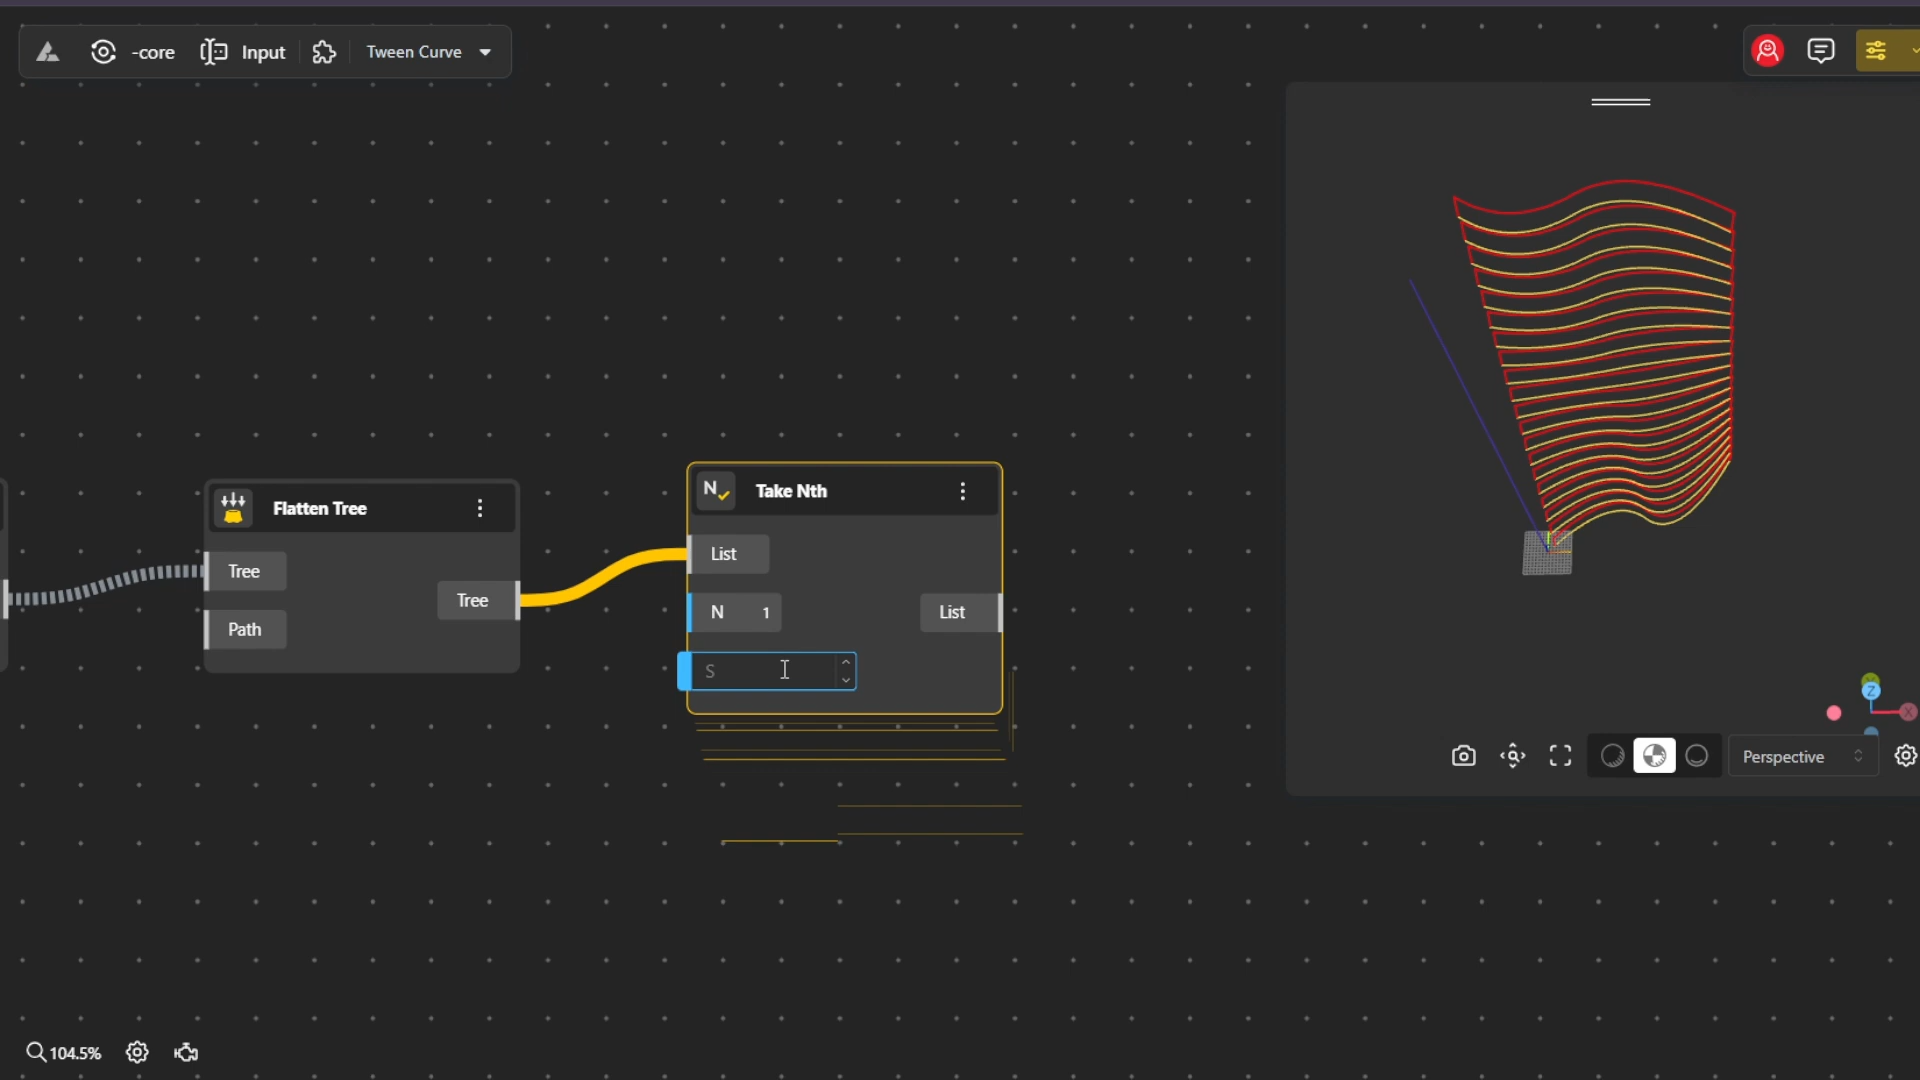 -core
Input
Tween Curve
Flatten Tree
Tree
Path
Tree
N
Take Nth
List
N 1
S
List
Z
X
Perspective
104.5%